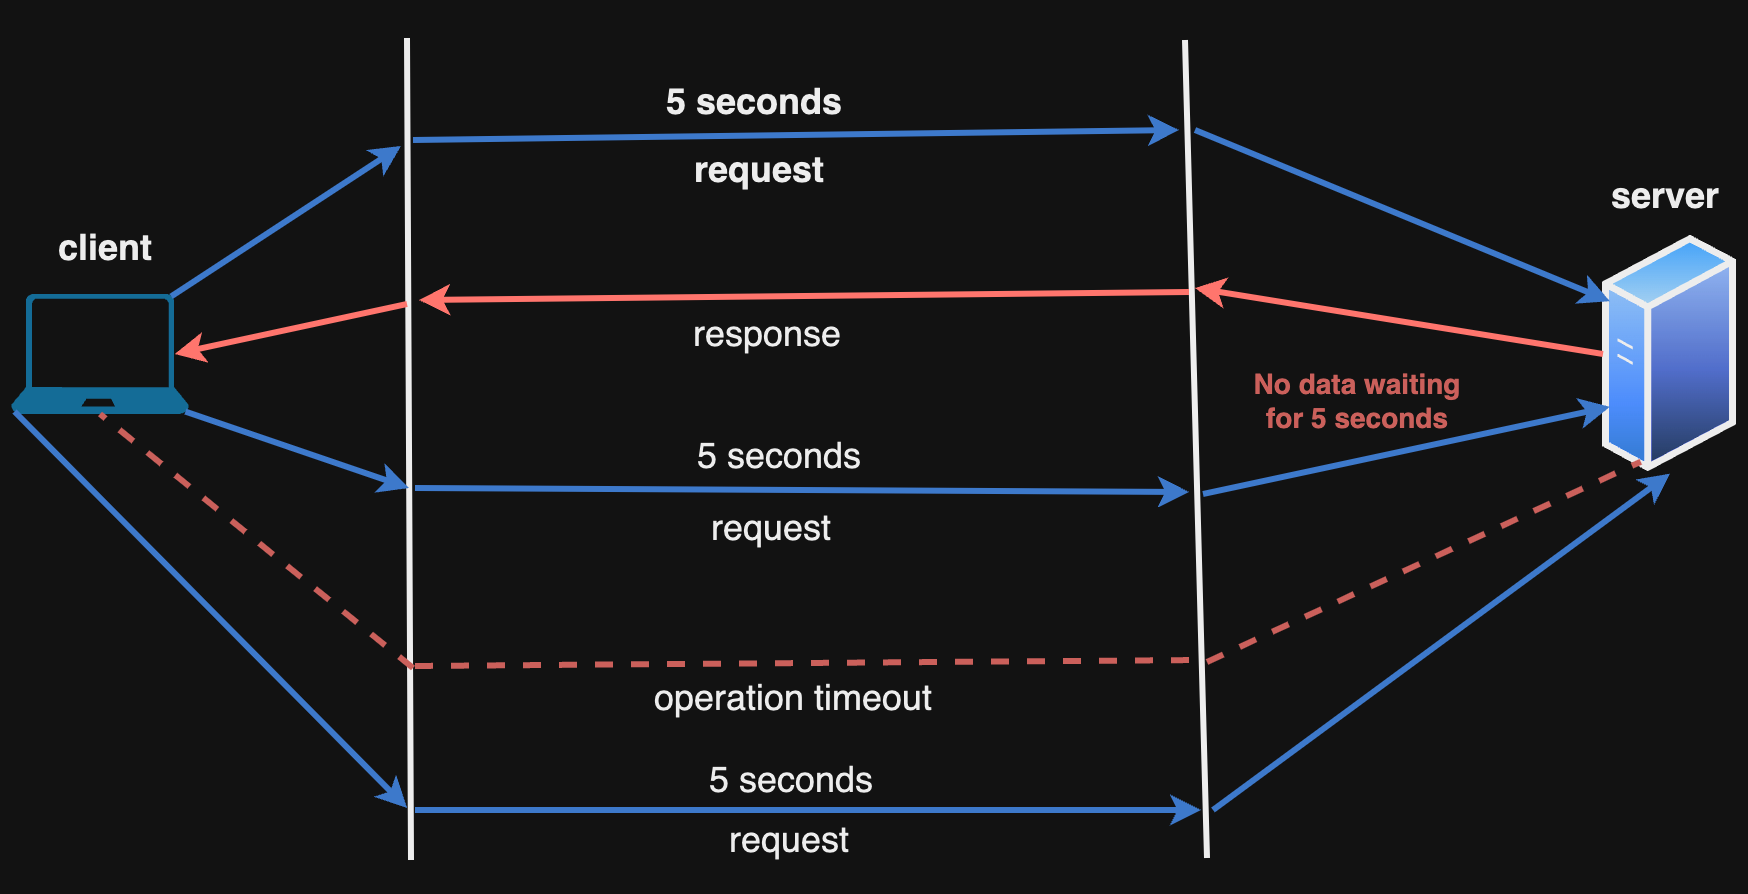 5 seconds
request
server
client
response
No data waiting
for 5 seconds
5 seconds
request
operation timeout
5 seconds
request